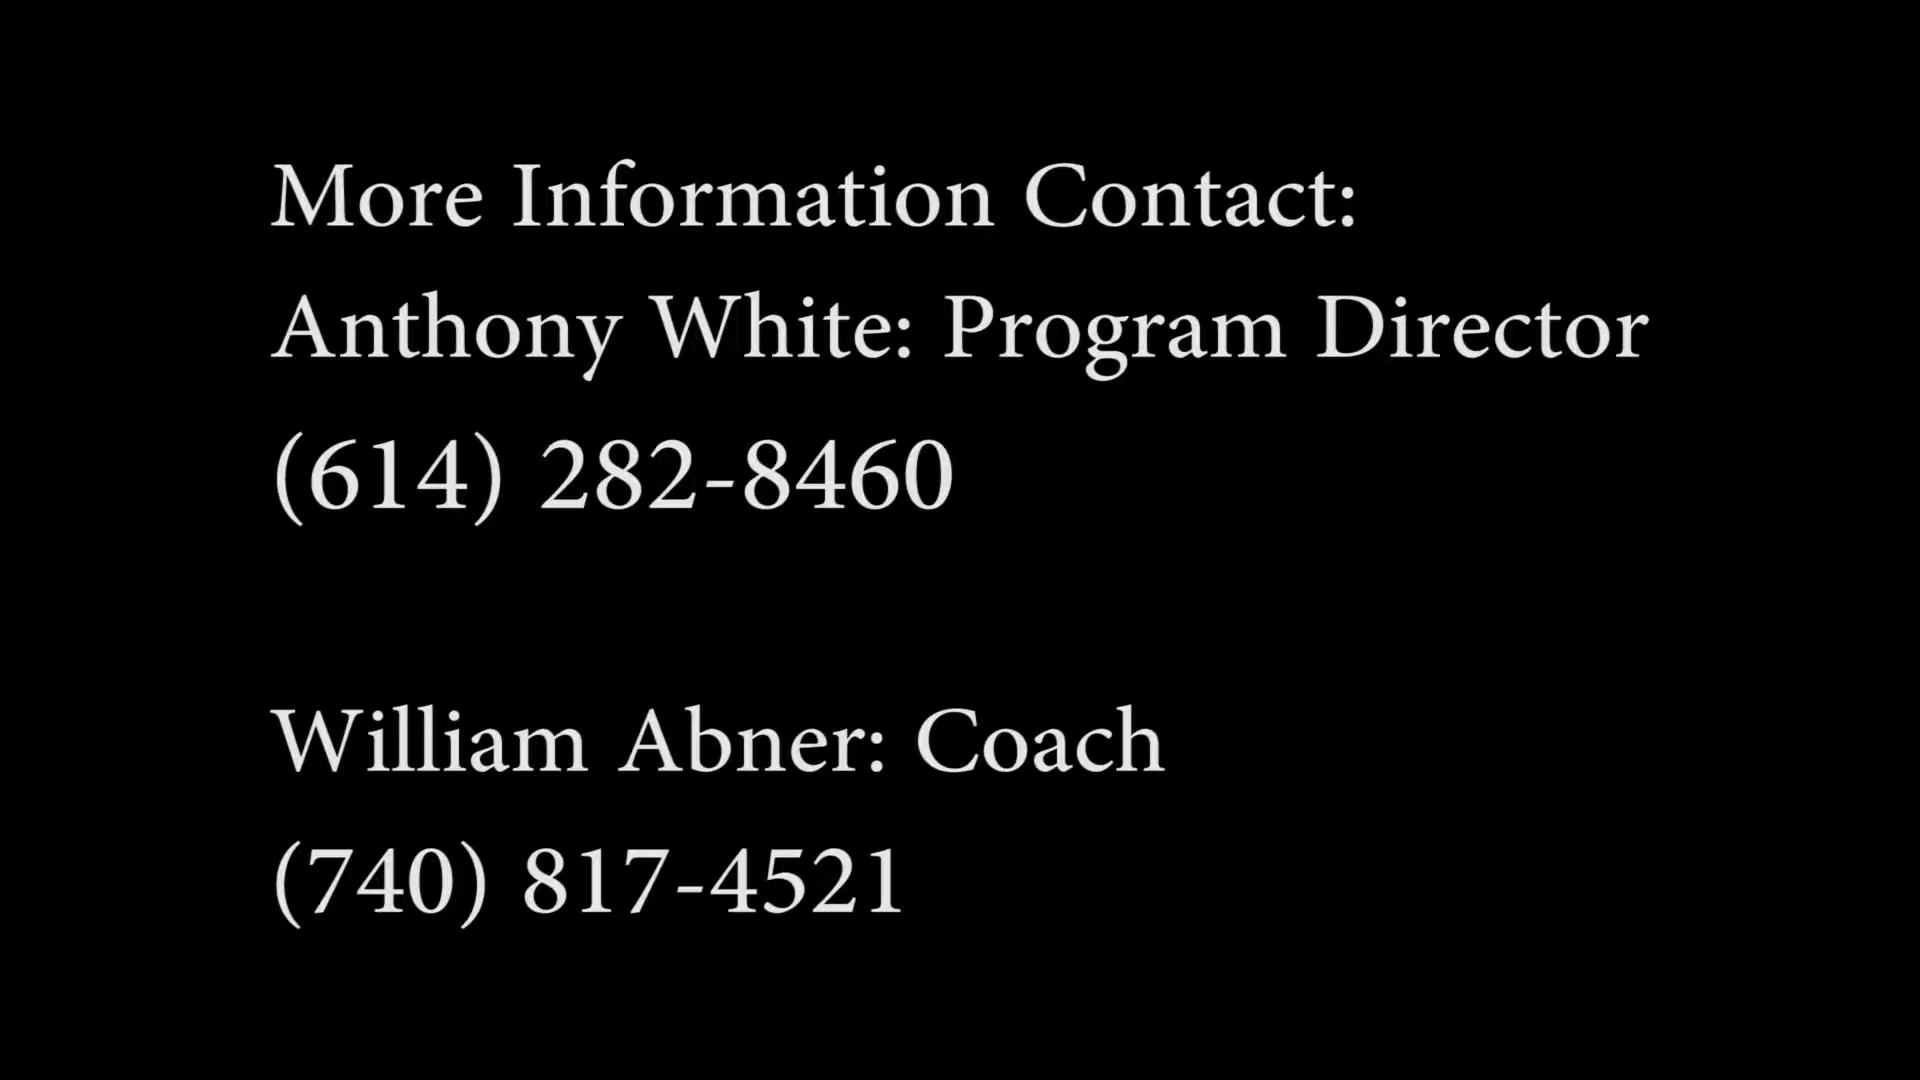 More Information Contact:
Anthony White: Program Director
(614) 282-8460
William Abner: Coach
(740) 817-4521